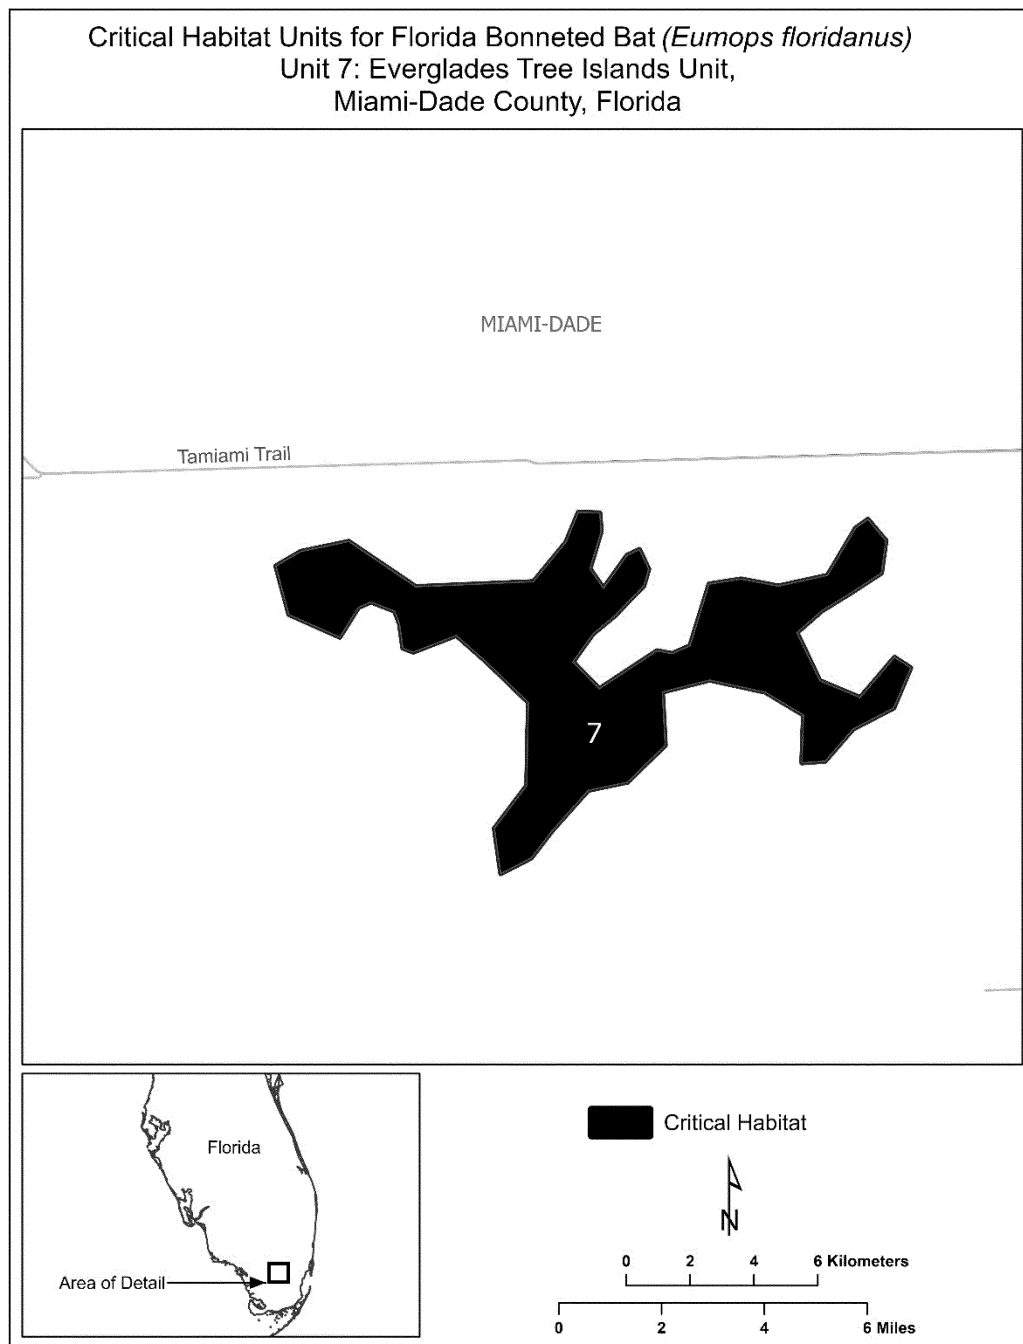 Critical Habitat Units for Florida Bonneted Bat (Eumops floridanus)
Unit 7: Everglades Tree Islands Unit,
Miami-Dade County, Florida
MIAMI-DADE
Tamiami Trail
7
Florida
Area of Detail
Critical Habitat
N
0 2 4 6 Kilometers
0 2 4 6 Miles